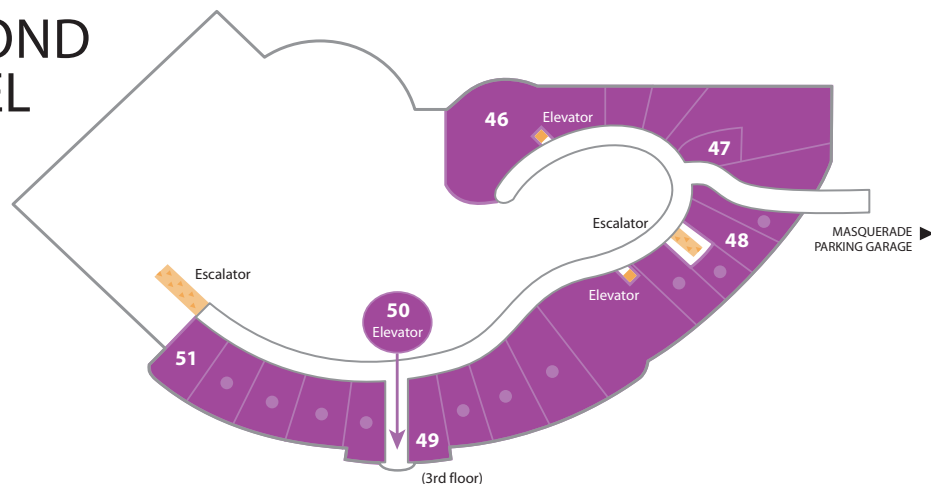 OND
EL
46
Elevator
47
Escalator
48
MASQUERADE
PARKING GARAGE
Escalator
Elevator
50
Elevator
51
49
(3rd floor)